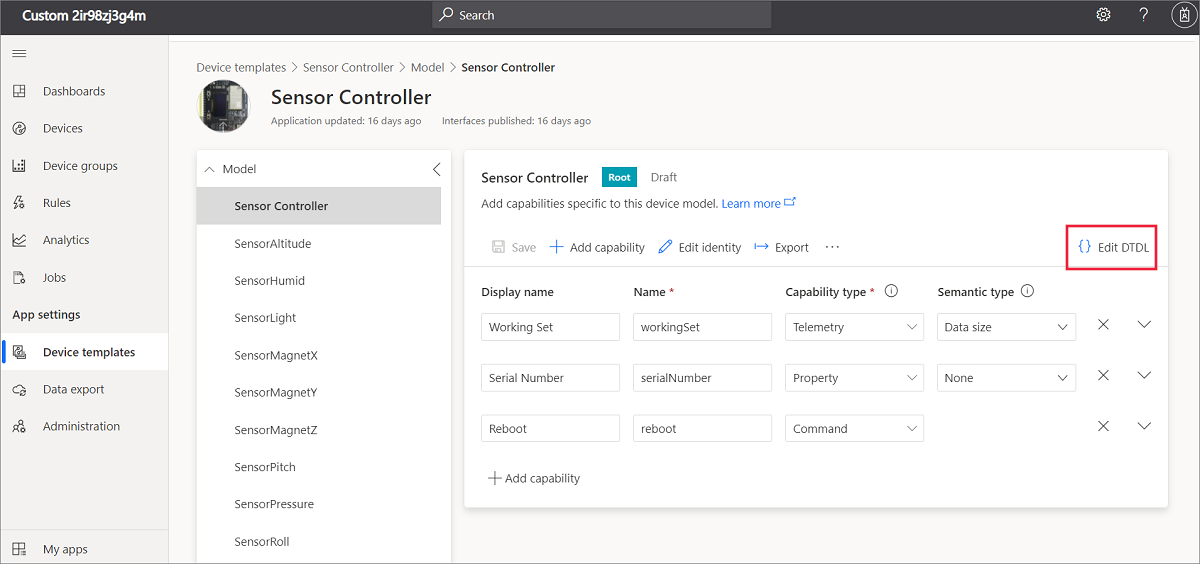 Custom 2ir98zj3g4m
Search
?
Dashboards
Devices
Device groups
Rules
Analytics
Jobs
App settings
Device templates
Data export
Administration
My apps
Device templates > Sensor Controller > Model > Sensor Controller
Sensor Controller
Application updated: 16 days ago Interfaces published: 16 days ago
Model
Sensor Controller
SensorAltitude
SensorHumid
SensorLight
SensorMagnetX
SensorMagnetY
SensorMagnetZ
SensorPitch
SensorPressure
SensorRoll
Sensor Controller Root Draft
Add capabilities specific to this device model. Learn more
Save Add capability Edit identity Export ... {} Edit DTDL
Display name Name * Capability type * Semantic type
Working Set workingSet Telemetry Data size
Serial Number serialNumber Property None
Reboot reboot Command
Add capability